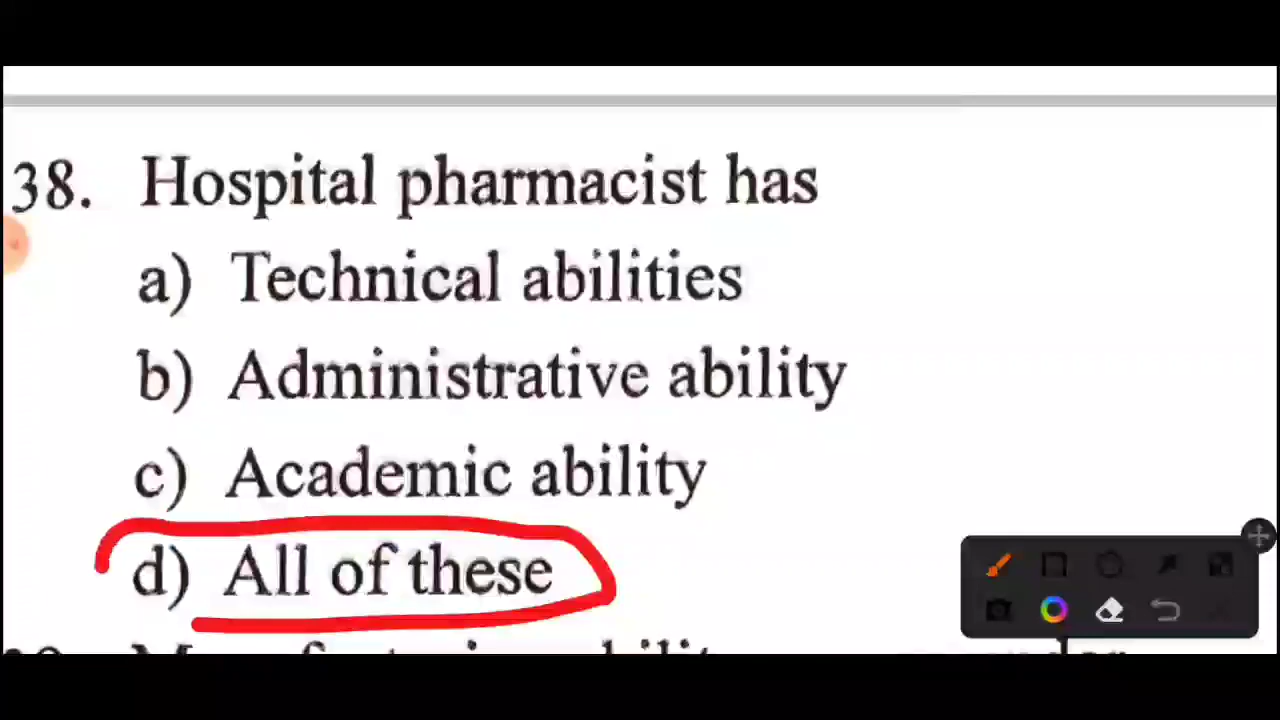 38. Hospital pharmacist has
a) Technical abilities
b) Administrative ability
c) Academic ability
d) All of these